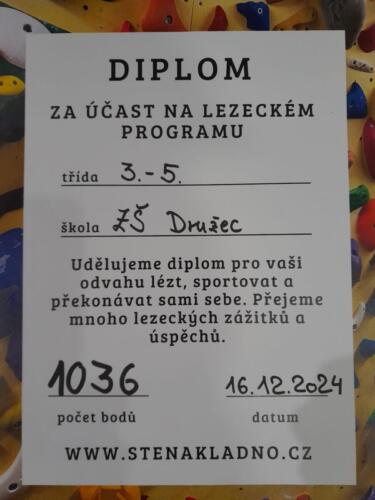 DIPLOM
ZA ÚČAST NA LEZECKÉM
PROGRAMU
třída 3.-5.
škola ZŠ Družec
Udělujeme diplom pro vaši
odvahu lézt, sportovat a
překonávat sami sebe. Přejeme
mnoho lezeckých zážitků a
úspěchů.
1036 16.12.2024
počet bodů datum
WWW.STENAKLADNO.CZ